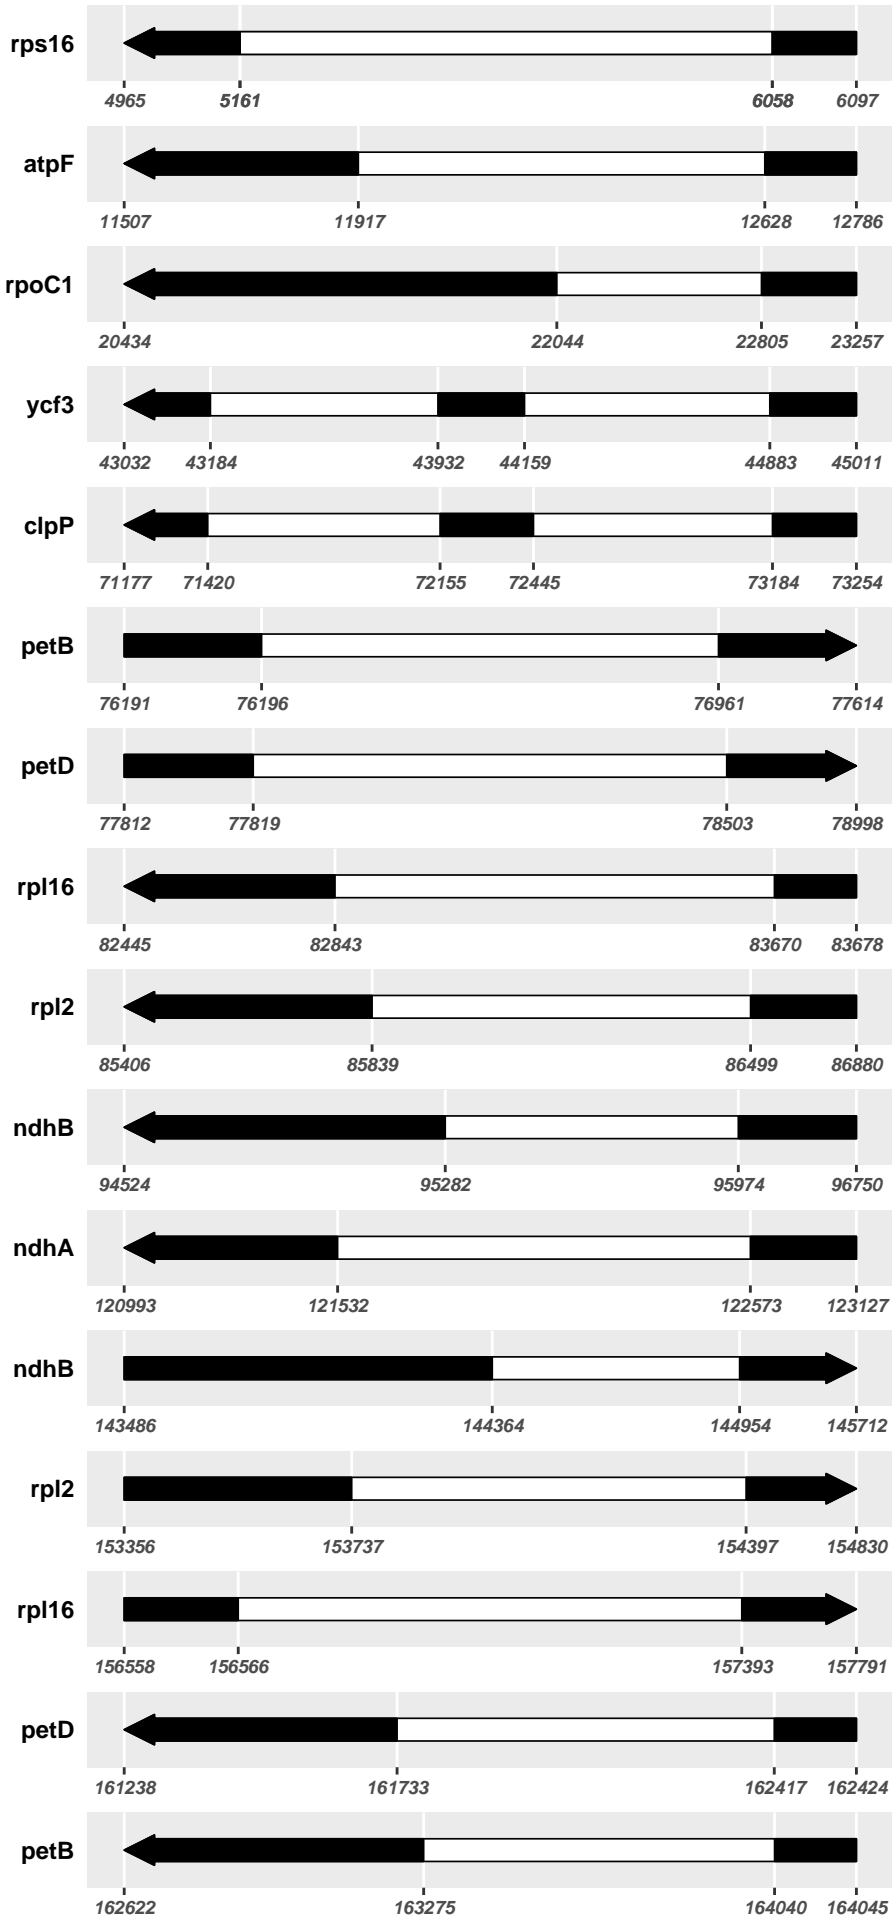 rps16
4965 5161 6058 6097
atpF
11507 11917 12628 12786
rpoC1
20434 22044 22805 23257
ycf3
43032 43184 43932 44159 44883 45011
clpP
71177 71420 72155 72445 73184 73254
petB
76191 76196 76961 77614
petD
77812 77819 78503 78998
rpl16
82445 82843 83670 83678
rpl2
85406 85839 86499 86880
ndhB
94524 95282 95974 96750
ndhA
120993 121532 122573 123127
ndhB
143486 144364 144954 145712
rpl2
153356 153737 154397 154830
rpl16
156558 156566 157393 157791
petD
161238 161733 162417 162424
petB
162622 163275 164040 164045